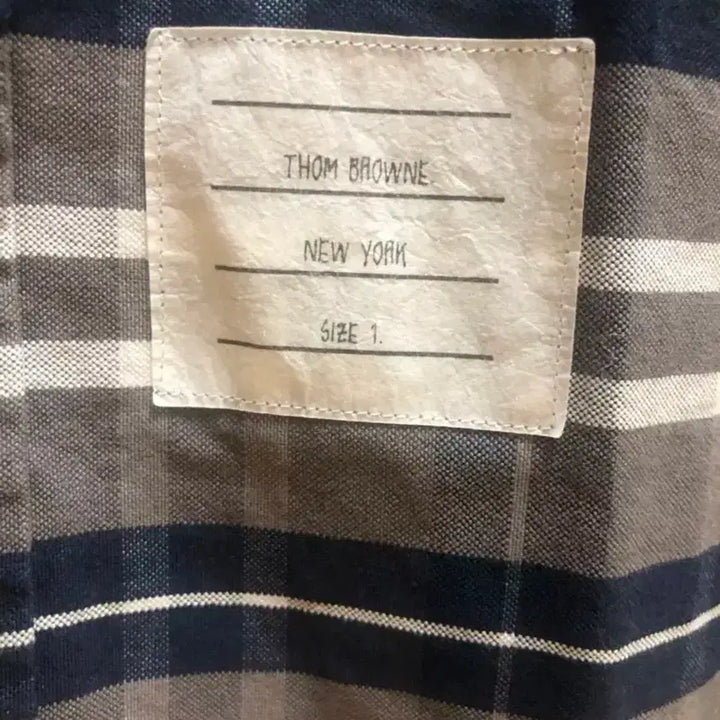 THOM BROWNE.
NEW YORK
SIZE 1.